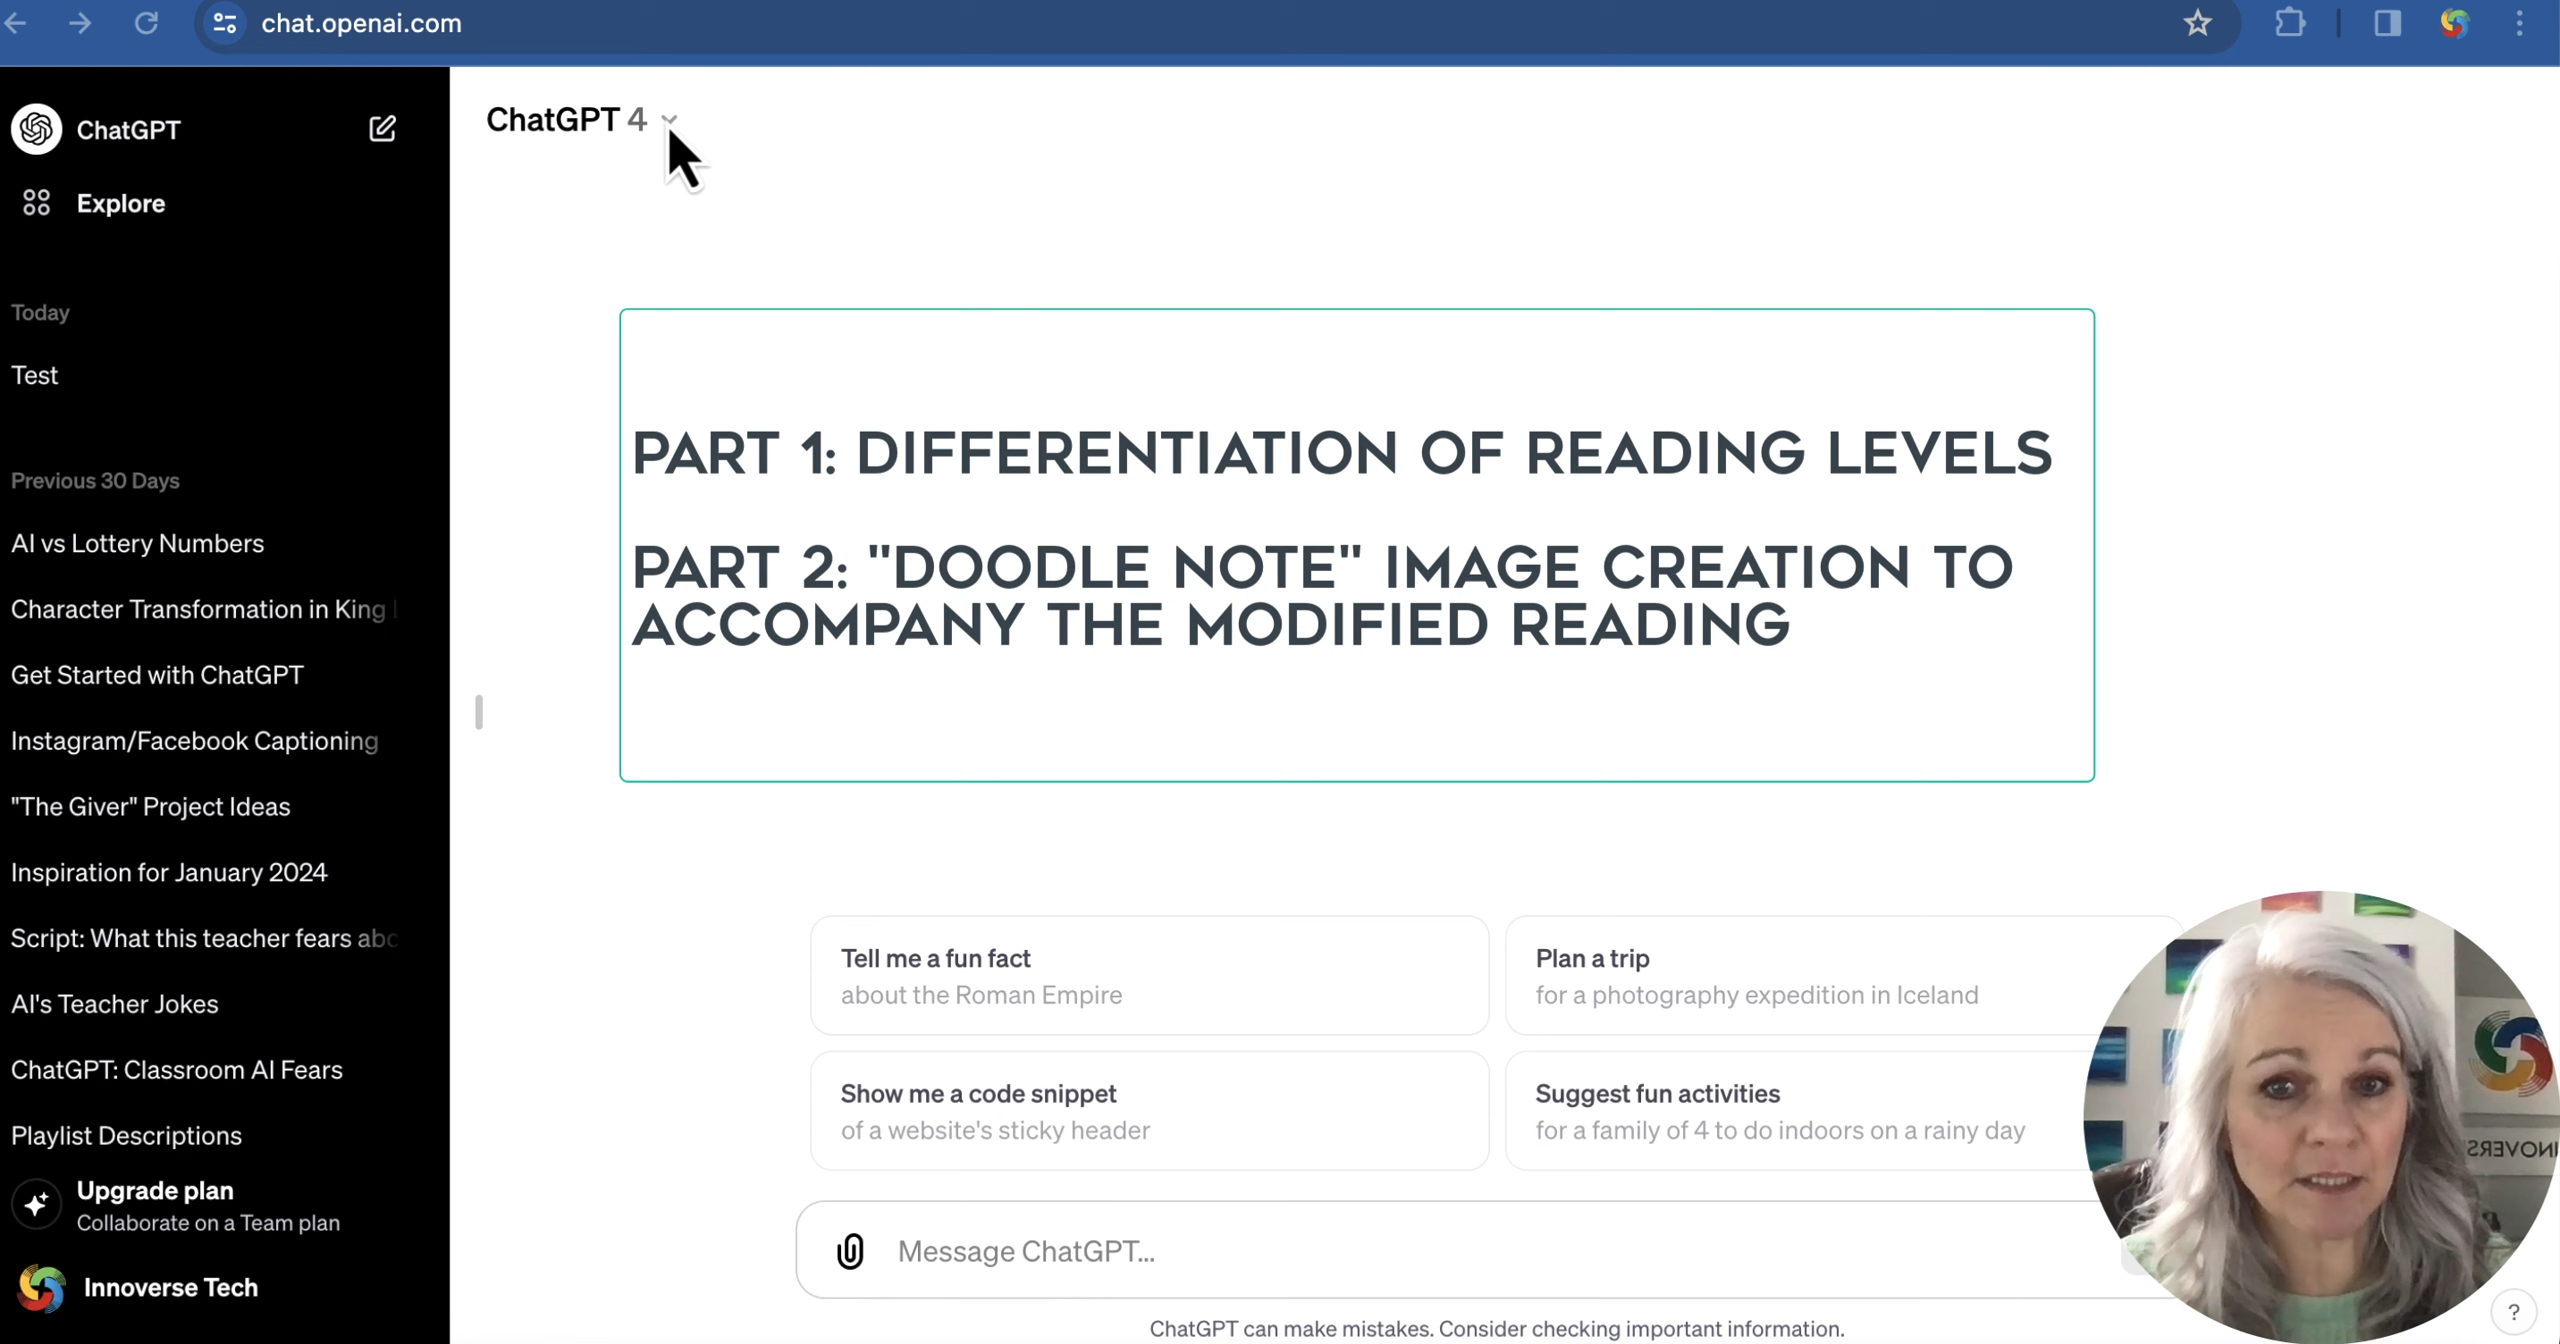 chat.openai.com
ChatGPT
Explore
Today
Test
Previous 30 Days
AI vs Lottery Numbers
Character Transformation in King
Get Started with ChatGPT
Instagram/Facebook Captioning
"The Giver" Project Ideas
Inspiration for January 2024
Script: What this teacher fears abc
AI's Teacher Jokes
ChatGPT: Classroom AI Fears
Playlist Descriptions
Upgrade plan
Collaborate on a Team plan
Innoverse Tech
ChatGPT 4
PART 1: DIFFERENTIATION OF READING LEVELS
PART 2: "DOODLE NOTE" IMAGE CREATION TO
ACCOMPANY THE MODIFIED READING
Tell me a fun fact
about the Roman Empire
Plan a trip
for a photography expedition in Iceland
Show me a code snippet
of a website's sticky header
Suggest fun activities
for a family of 4 to do indoors on a rainy day
Message ChatGPT...
ChatGPT can make mistakes. Consider checking important information.
?